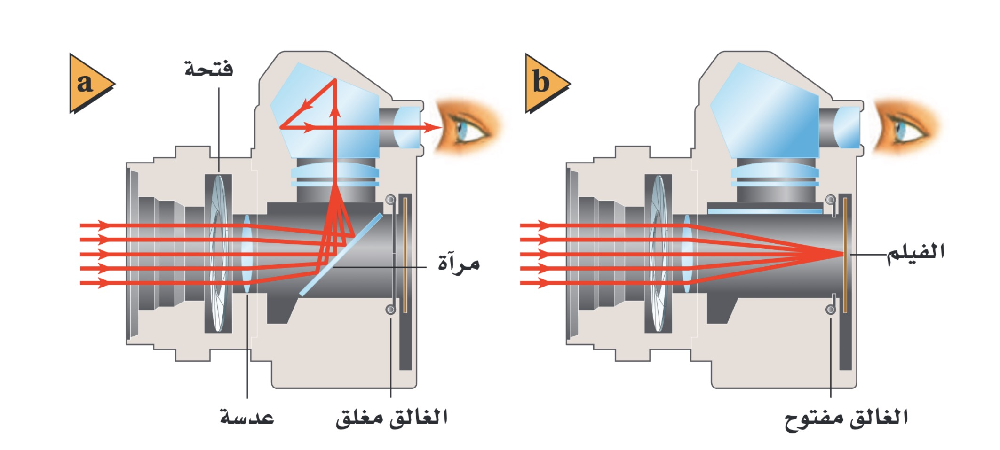 a
فتحة
مرآة
عدسة
الغالق مغلق
b
الفيلم
الغالق مفتوح